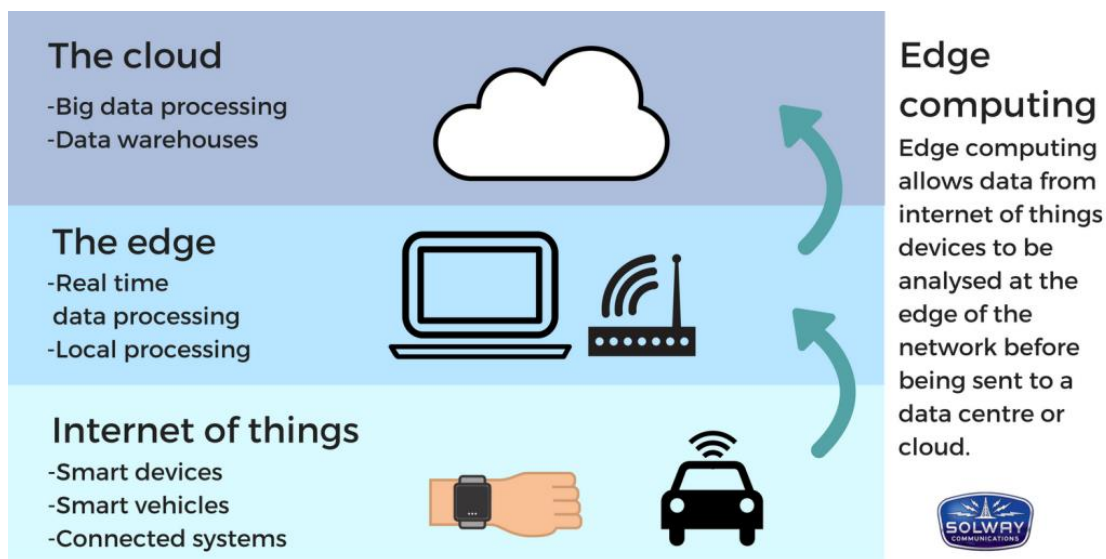 The cloud
-Big data processing
-Data warehouses
The edge
-Real time
data processing
-Local processing
Internet of things
-Smart devices
-Smart vehicles
-Connected systems
Edge
computing
Edge computing
allows data from
internet of things
devices to be
analysed at the
edge of the
network before
being sent to a
data centre or
cloud.
SOLWAY
COMMUNICATIONS